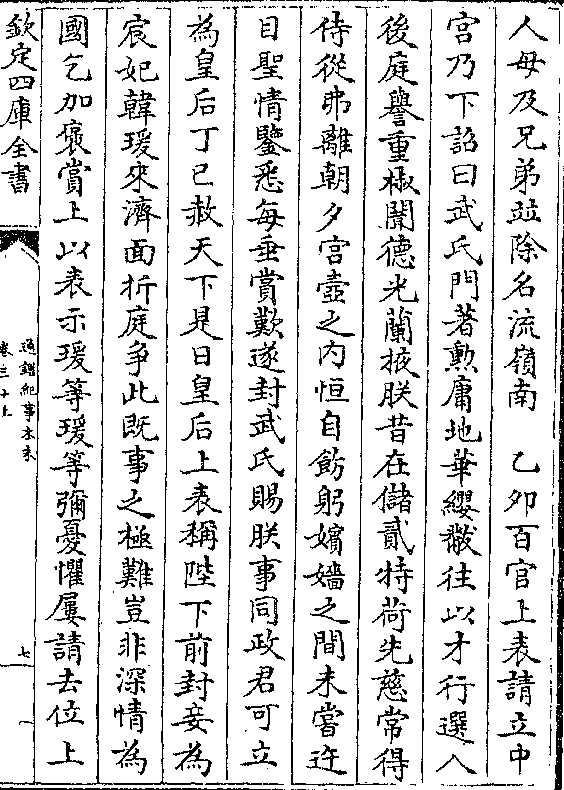 人母及兄弟竝除名流嶺南　乙卯百官上表請立中
宫乃下詔曰武氏門著勲庸地華纓黻往以才行選入
後庭譽重椒闈德光蘭掖朕昔在儲貳特荷先慈常得
侍從弗離朝夕宫壼之内恒自飭躬嬪嬙之間未嘗迕
目聖情鑒悉每垂賞歎遂封武氏賜朕事同政君可立
為皇后丁巳赦天下是日皇后上表稱陛下前封妾為
宸妃韓瑗來濟面折庭争此既事之極難豈非深情為
國乞加褒賞上以表示瑗等瑗等彌憂懼屢請去位上
欽定四庫全書
通鑑紀事本末
卷三十上
七